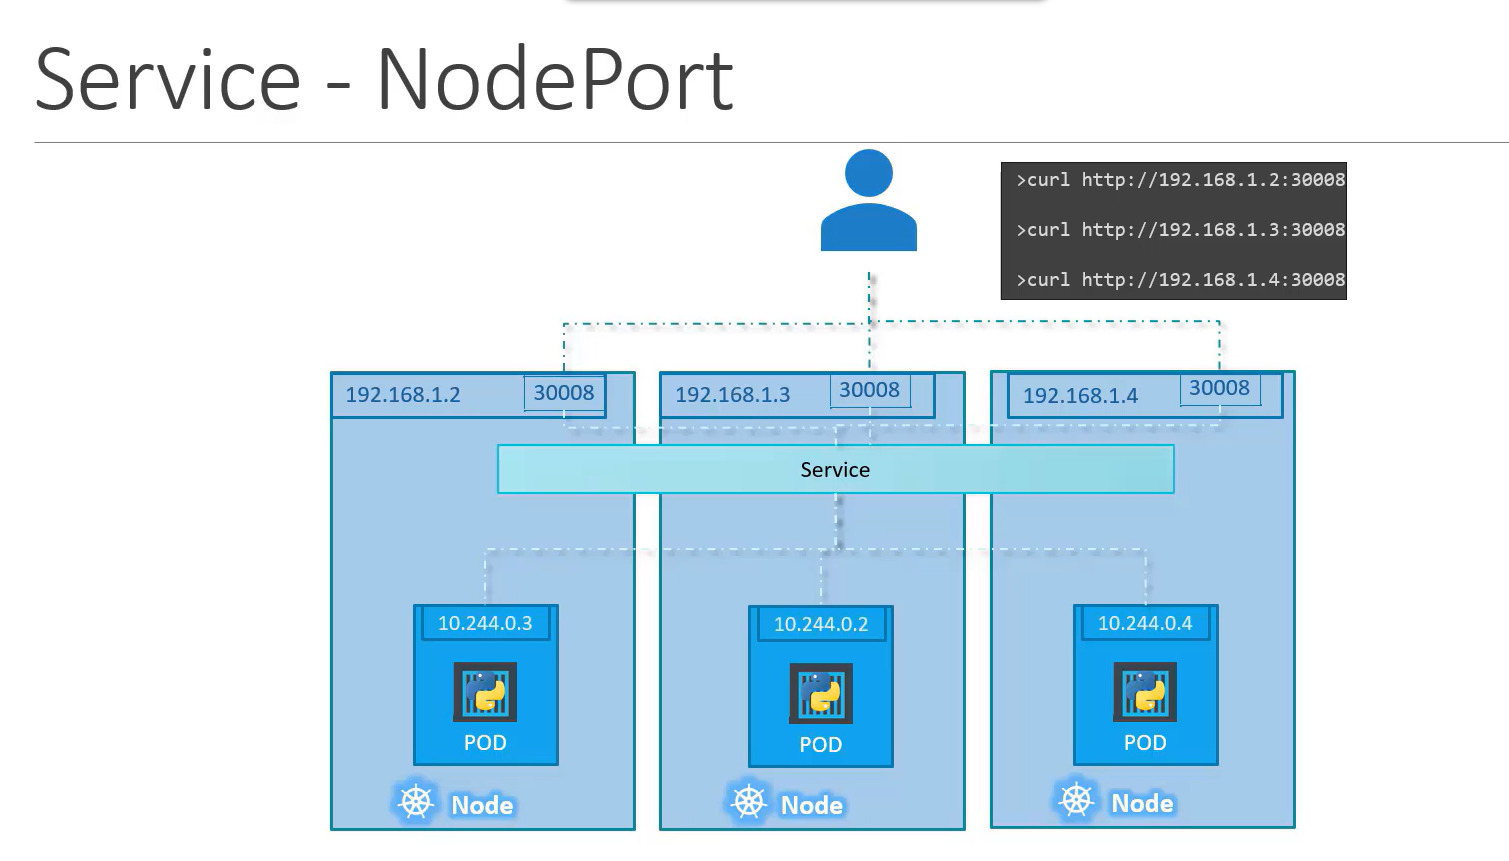 Service - NodePort
>curl http://192.168.1.2:30008
>curl http://192.168.1.3:30008
>curl http://192.168.1.4:30008
192.168.1.2
30008
192.168.1.3
30008
192.168.1.4
30008
Service
10.244.0.3
10.244.0.2
10.244.0.4
POD
POD
POD
Node
Node
Node